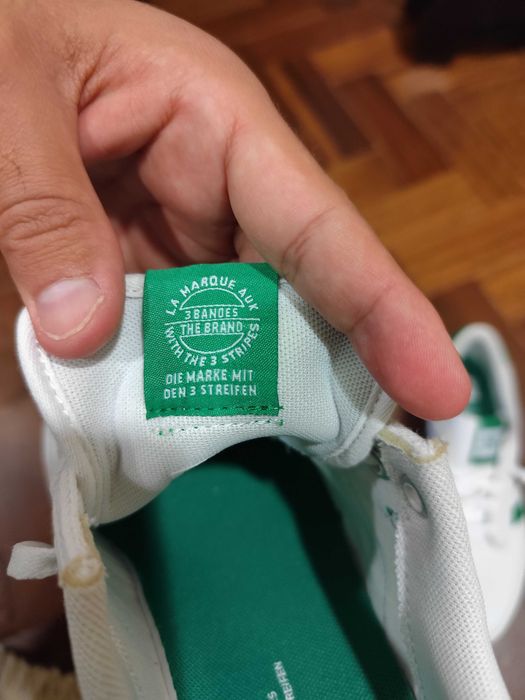 LA MARQUE AUX
3 BANDES
THE BRAND
WITH THE 3 STRIPES
DIE MARKE MIT
DEN 3 STREIFEN